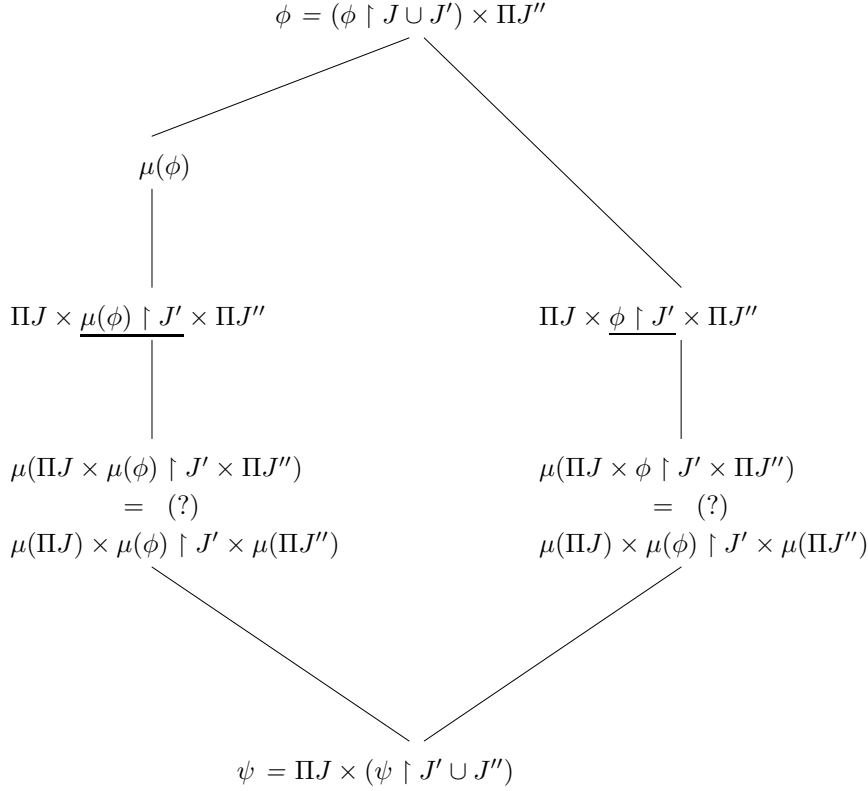 ϕ = (ϕ ↾ J ∪ J′) × ΠJ″
μ(ϕ)
ΠJ × μ(ϕ) ↾ J′ × ΠJ″
ΠJ × ϕ ↾ J′ × ΠJ″
μ(ΠJ × μ(ϕ) ↾ J′ × ΠJ″)
= (?)
μ(ΠJ) × μ(ϕ) ↾ J′ × μ(ΠJ″)
μ(ΠJ × ϕ ↾ J′ × ΠJ″)
= (?)
μ(ΠJ) × μ(ϕ) ↾ J′ × μ(ΠJ″)
ψ = ΠJ × (ψ ↾ J′ ∪ J″)